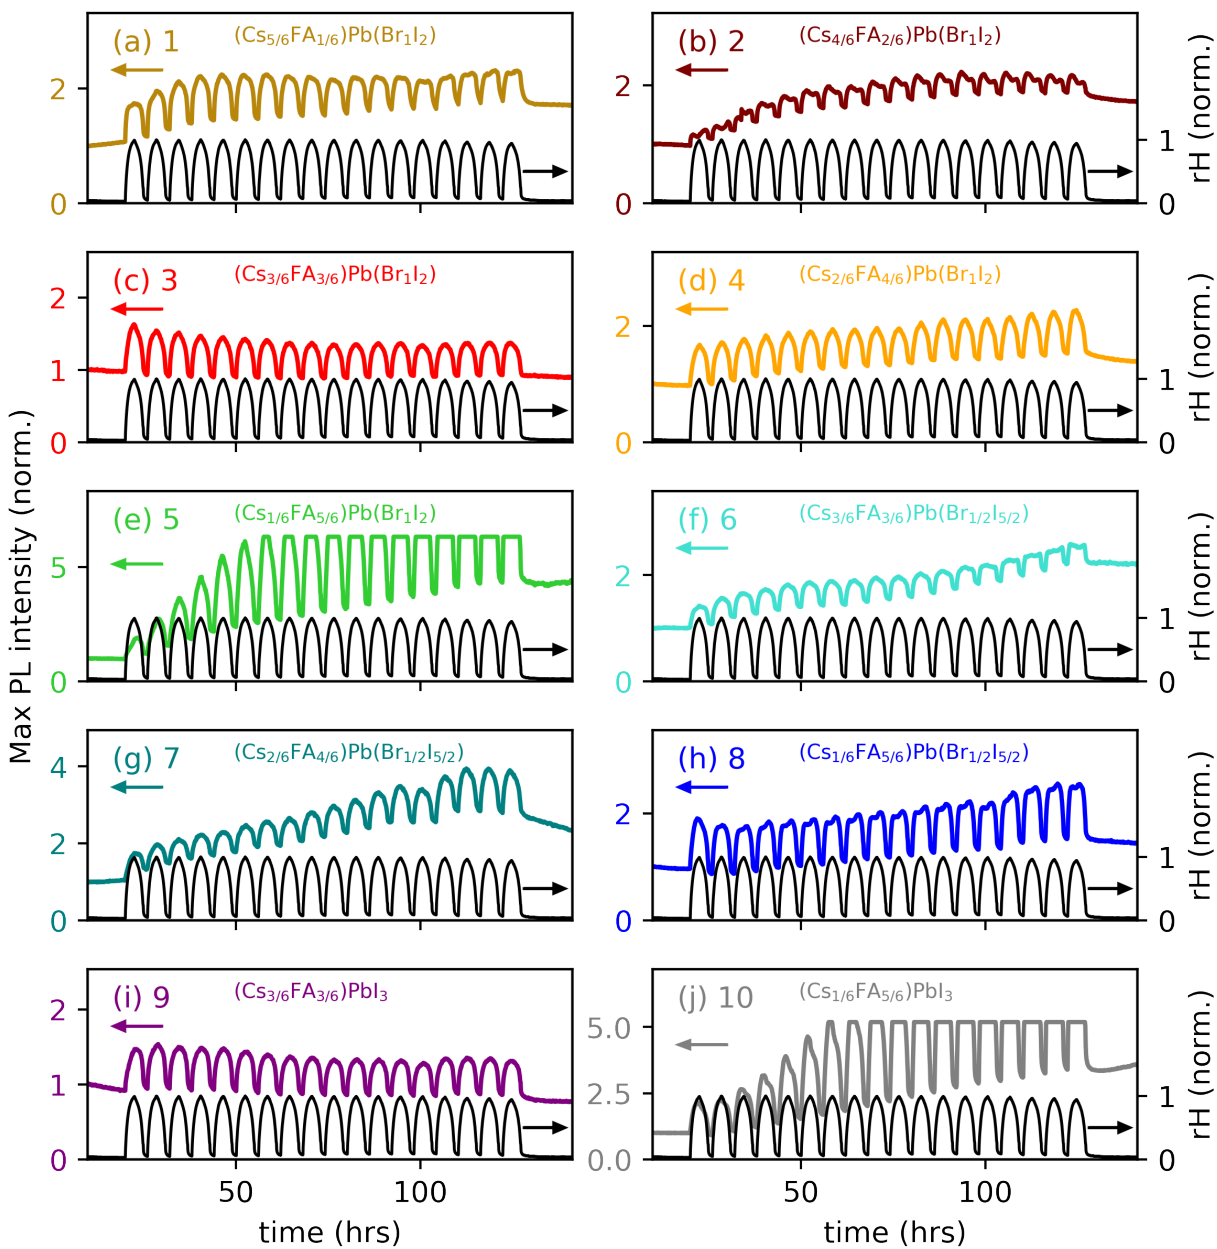 (a) 1 (Cs5/6FA1/6)Pb(Br1I2)
2
0
(b) 2 (Cs4/6FA2/6)Pb(Br1I2)
2
0
1
0
rH (norm.)
(c) 3 (Cs3/6FA3/6)Pb(Br1I2)
2
1
0
(d) 4 (Cs2/6FA4/6)Pb(Br1I2)
2
0
1
0
rH (norm.)
Max PL intensity (norm.)
(e) 5 (Cs1/6FA5/6)Pb(Br1I2)
5
0
(f) 6 (Cs3/6FA3/6)Pb(Br1/2I5/2)
2
0
1
0
rH (norm.)
(g) 7 (Cs2/6FA4/6)Pb(Br1/2I5/2)
4
2
0
(h) 8 (Cs1/6FA5/6)Pb(Br1/2I5/2)
2
0
1
0
rH (norm.)
(i) 9 (Cs3/6FA3/6)PbI3
2
1
0
50 100
time (hrs)
(j) 10 (Cs1/6FA5/6)PbI3
5.0
2.5
0.0
1
0
rH (norm.)
50 100
time (hrs)